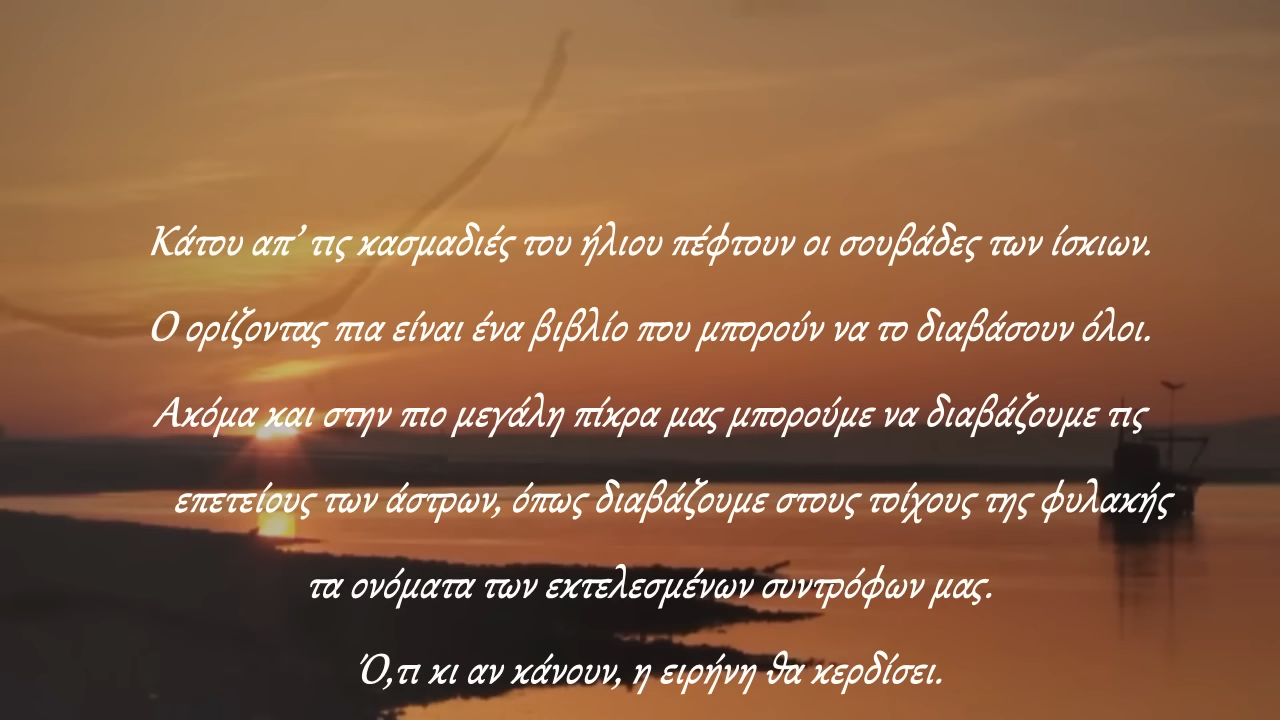 Κάτου απ’ τις κασμαδιές του ήλιου πέφτουν οι σουβάδες των ίσκιων.
Ο ορίζοντας πια είναι ένα βιβλίο που μπορούν να το διαβάσουν όλοι.
Ακόμα και στην πιο μεγάλη πίκρα μας μπορούμε να διαβάζουμε τις
επετείους των άστρων, όπως διαβάζουμε στους τοίχους της φυλακής
τα ονόματα των εκτελεσμένων συντρόφων μας.
Ό,τι κι αν κάνουν, η ειρήνη θα κερδίσει.